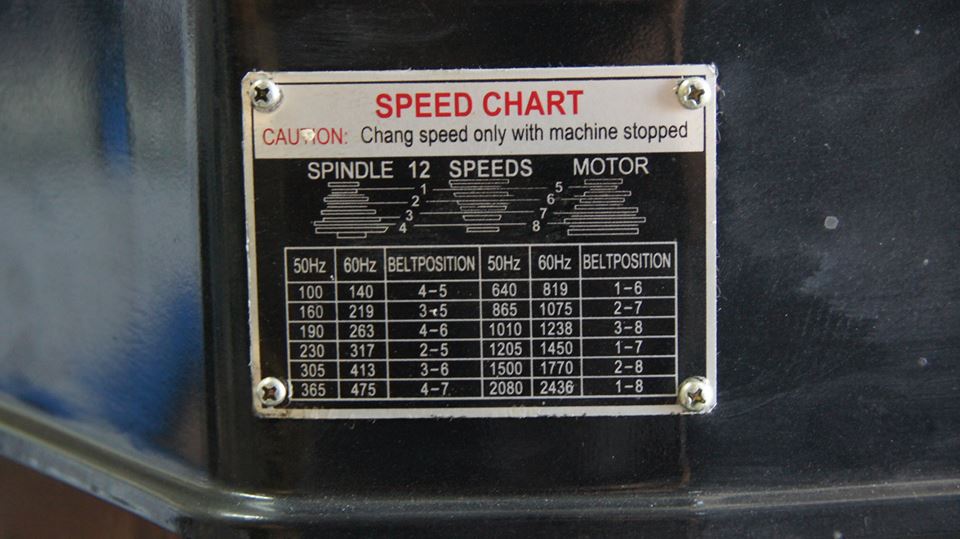 SPEED CHART
CAUTION: Chang speed only with machine stopped
SPINDLE 12 SPEEDS MOTOR
1 5
2 6
3 7
4 8
50Hz 60Hz BELTPOSITION 50Hz 60Hz BELTPOSITION
100 140 4-5 640 819 1-6
160 219 3-5 865 1075 2-7
190 263 4-6 1010 1238 3-8
230 317 2-5 1205 1450 1-7
305 413 3-6 1500 1770 2-8
365 475 4-7 2080 2436 1-8